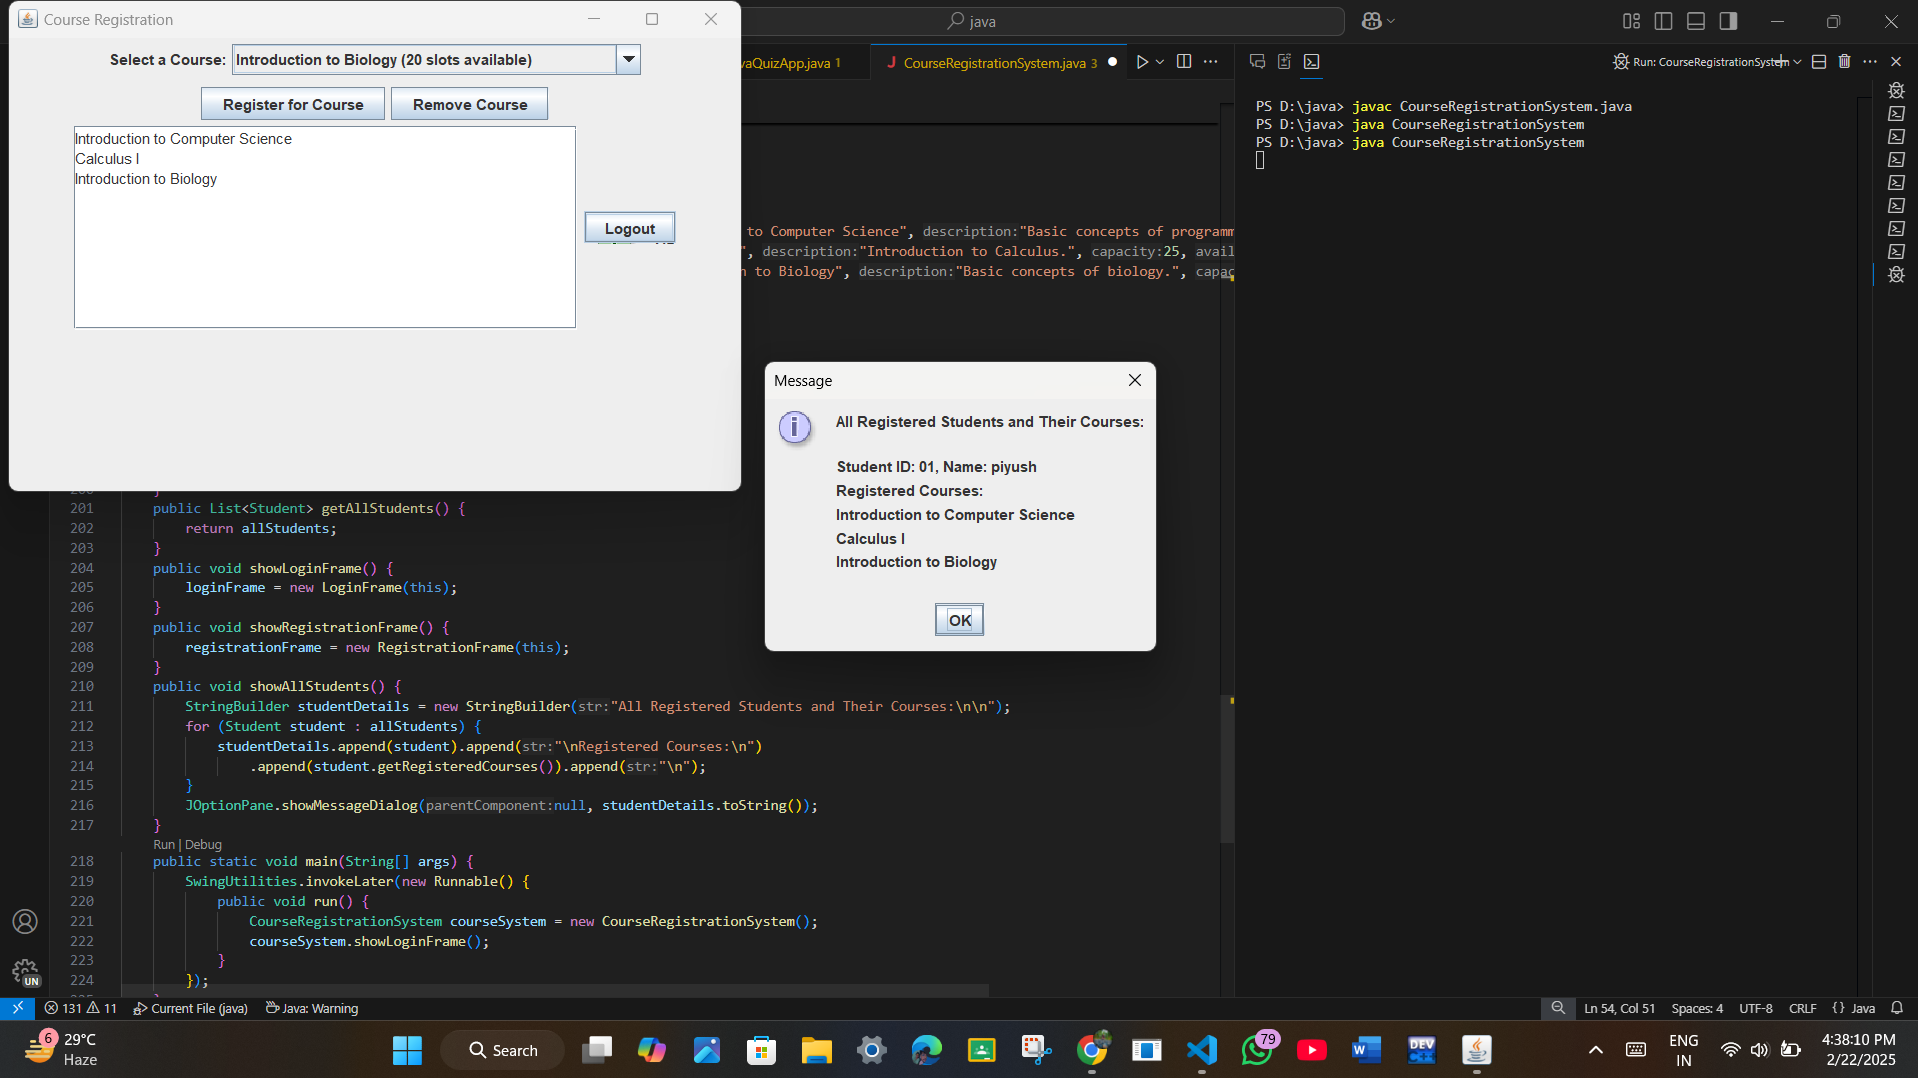 Course Registration
Select a Course: Introduction to Biology (20 slots available)
Register for Course
Remove Course
Introduction to Computer Science
Calculus I
Introduction to Biology
Logout
java
vaQuizApp.java 1
J CourseRegistrationSystem.java 3
Run: CourseRegistrationSystem
PS D:\java> javac CourseRegistrationSystem.java
PS D:\java> java CourseRegistrationSystem
PS D:\java> java CourseRegistrationSystem
to Computer Science", description:"Basic concepts of programm
", description:"Introduction to Calculus.", capacity:25, avail
n to Biology", description:"Basic concepts of biology.", capac
Message
All Registered Students and Their Courses:
Student ID: 01, Name: piyush
Registered Courses:
Introduction to Computer Science
Calculus I
Introduction to Biology
OK
201 public List<Student> getAllStudents() {
202 return allStudents;
203 }
204 public void showLoginFrame() {
205 loginFrame = new LoginFrame(this);
206 }
207 public void showRegistrationFrame() {
208 registrationFrame = new RegistrationFrame(this);
209 }
210 public void showAllStudents() {
211 StringBuilder studentDetails = new StringBuilder(str:"All Registered Students and Their Courses:\n\n");
212 for (Student student : allStudents) {
213 studentDetails.append(student).append(str:"\nRegistered Courses:\n")
214 .append(student.getRegisteredCourses()).append(str:"\n");
215 }
216 JOptionPane.showMessageDialog(parentComponent:null, studentDetails.toString());
217 }
Run | Debug
218 public static void main(String[] args) {
219 SwingUtilities.invokeLater(new Runnable() {
220 public void run() {
221 CourseRegistrationSystem courseSystem = new CourseRegistrationSystem();
222 courseSystem.showLoginFrame();
223 }
224 });
UN
131 11 Current File (java) Java: Warning
Ln 54, Col 51 Spaces: 4 UTF-8 CRLF {} Java
6
29°C
Haze
Search
79
DEV
ENG
IN
4:38:10 PM
2/22/2025